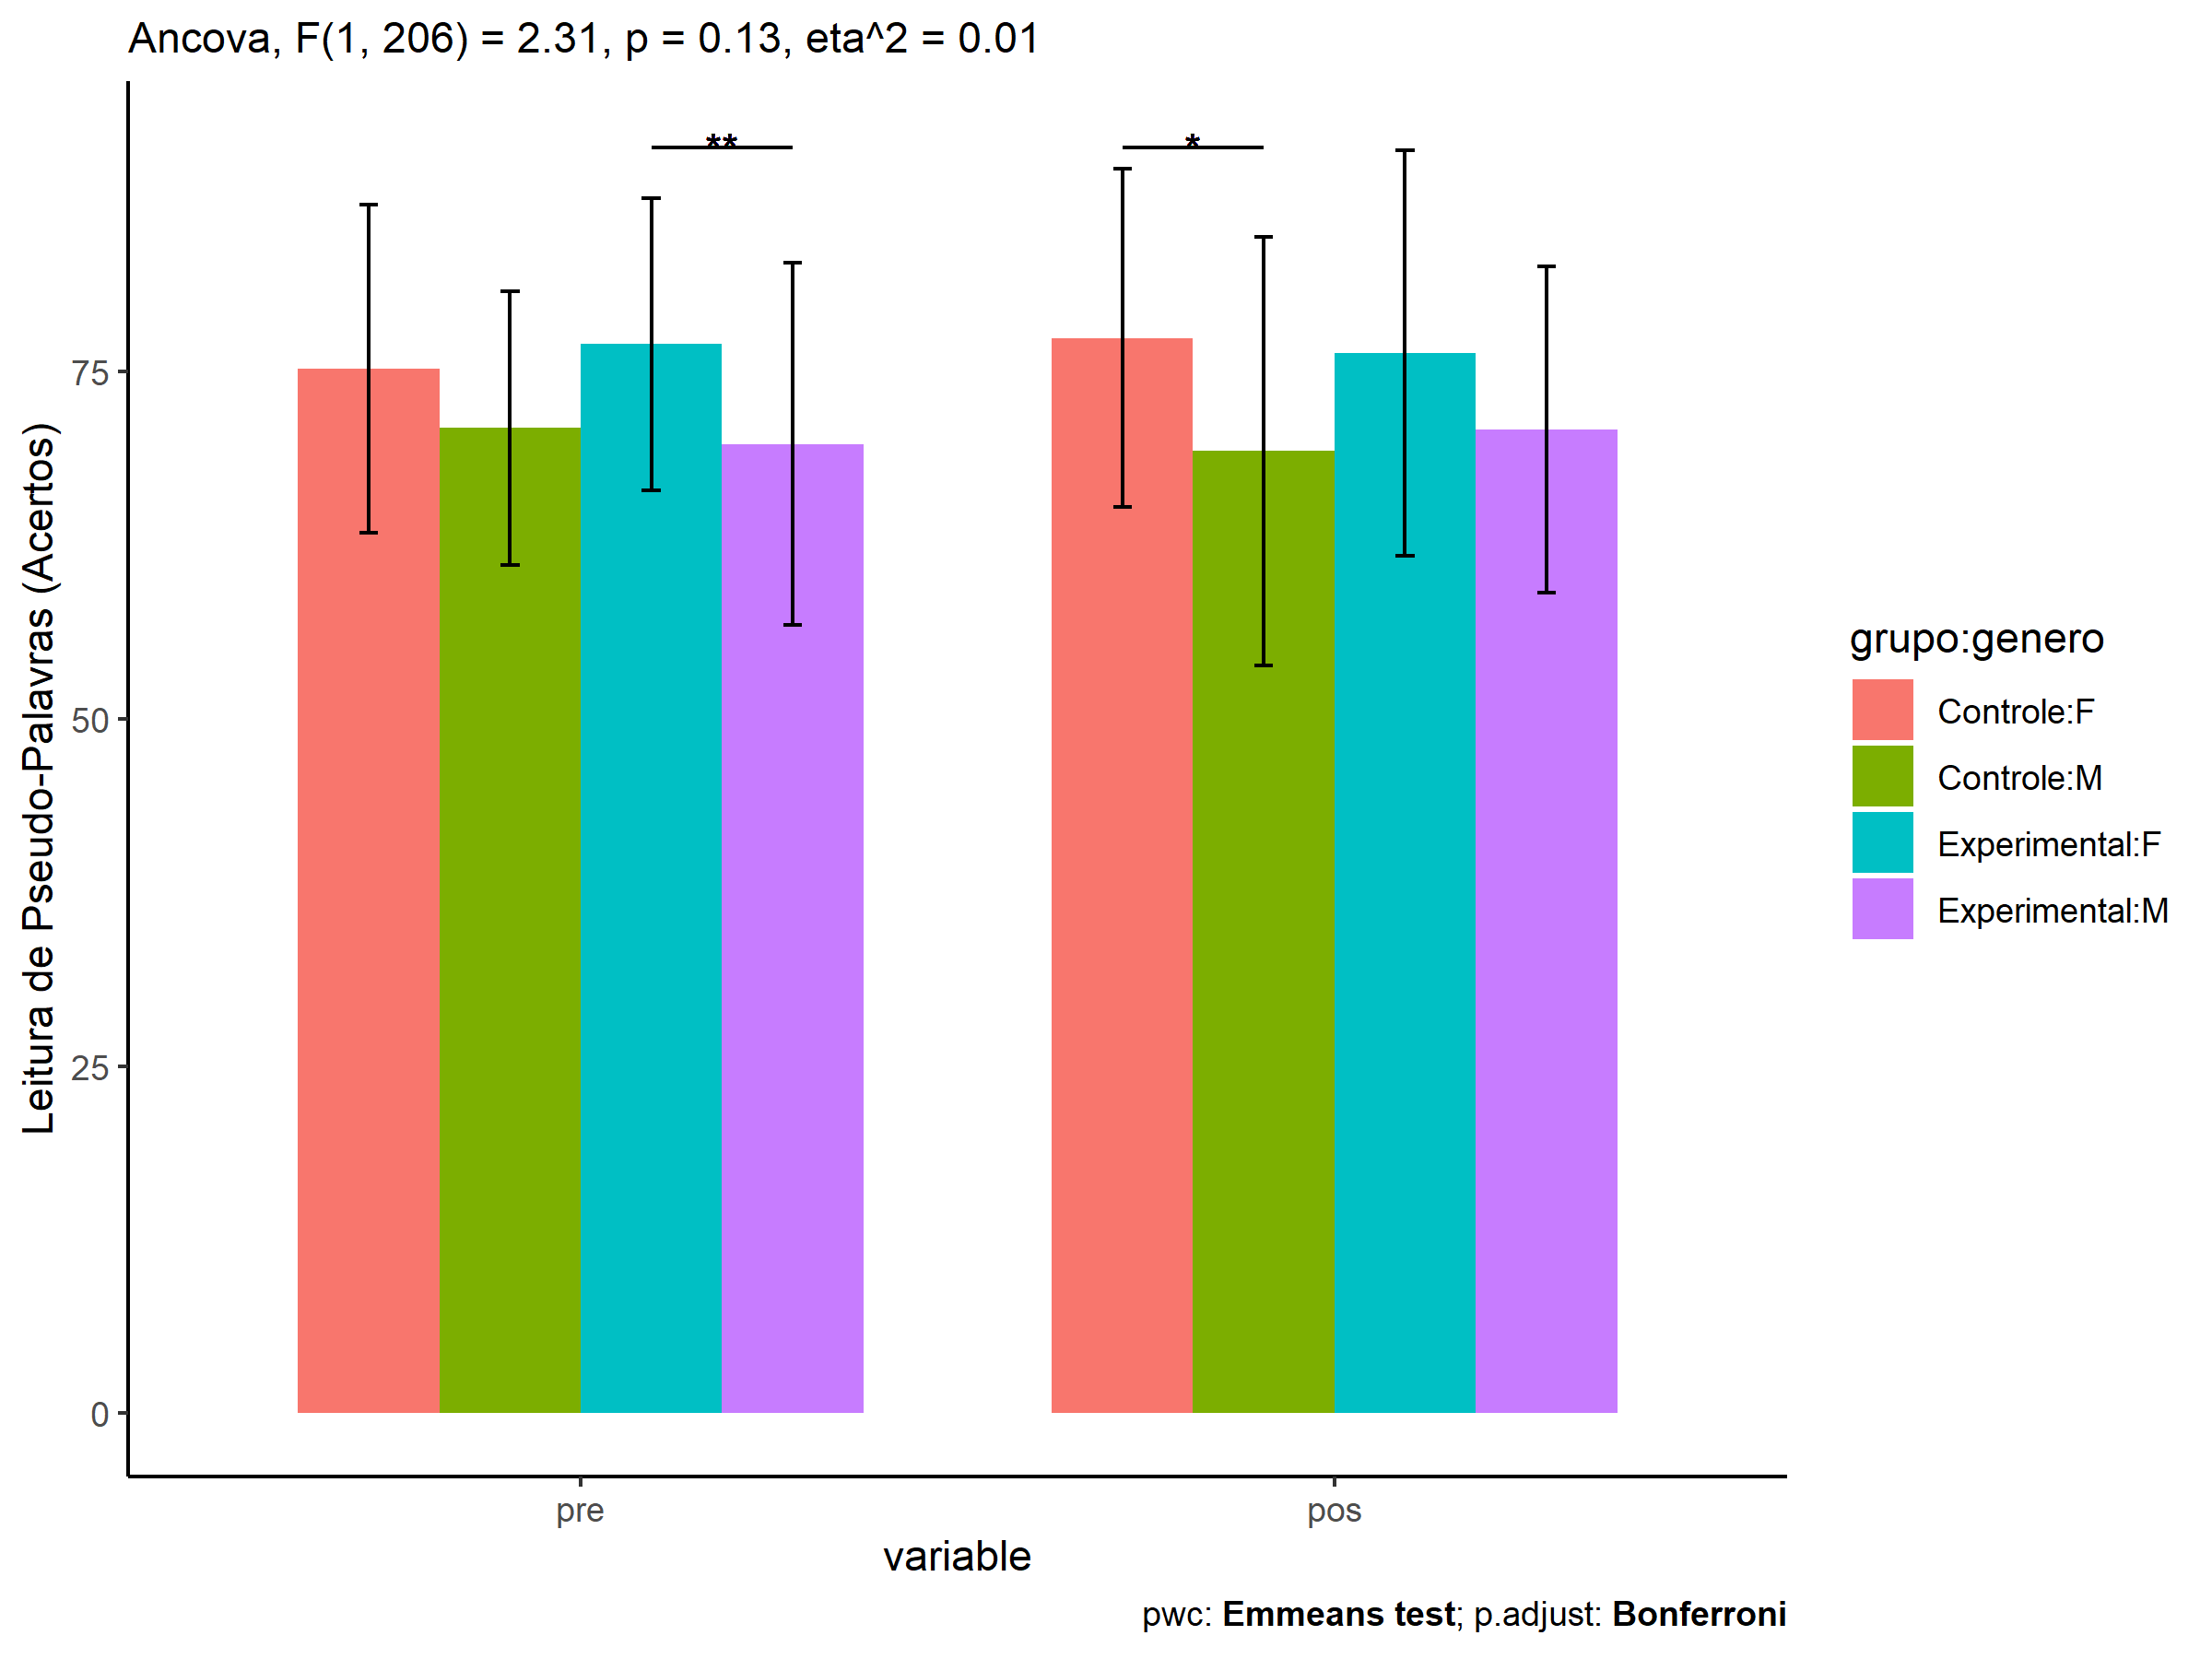 Ancova, F(1, 206) = 2.31, p = 0.13, eta^2 = 0.01
**
*
Leitura de Pseudo-Palavras (Acertos)
75
50
25
0
pre
pos
variable
grupo:genero
Controle:F
Controle:M
Experimental:F
Experimental:M
pwc: Emmeans test; p.adjust: Bonferroni